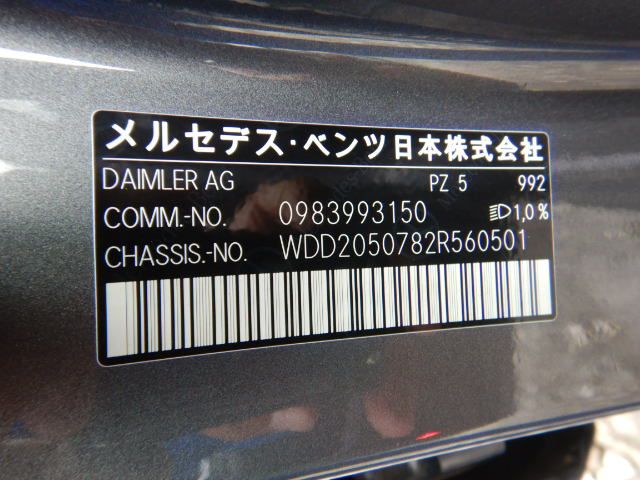 メルセデス・ベンツ日本株式会社
DAIMLER AG PZ 5 992
COMM.-NO. 0983993150 1,0%
CHASSIS.-NO. WDD2050782R560501